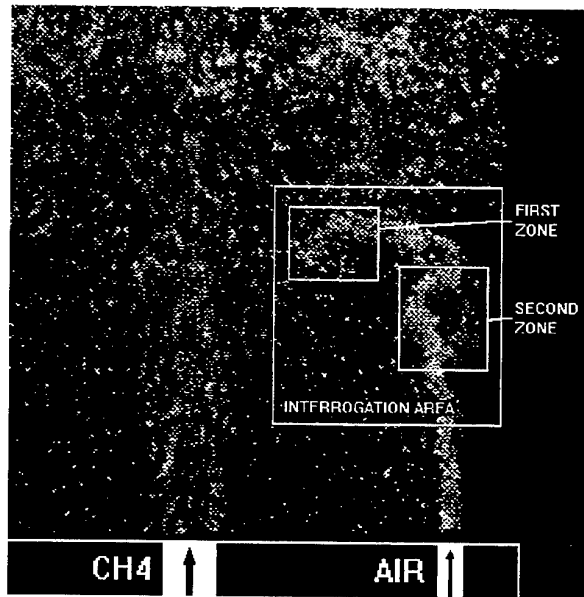 FIRST
ZONE
SECOND
ZONE
INTERROGATION AREA
CH4
AIR